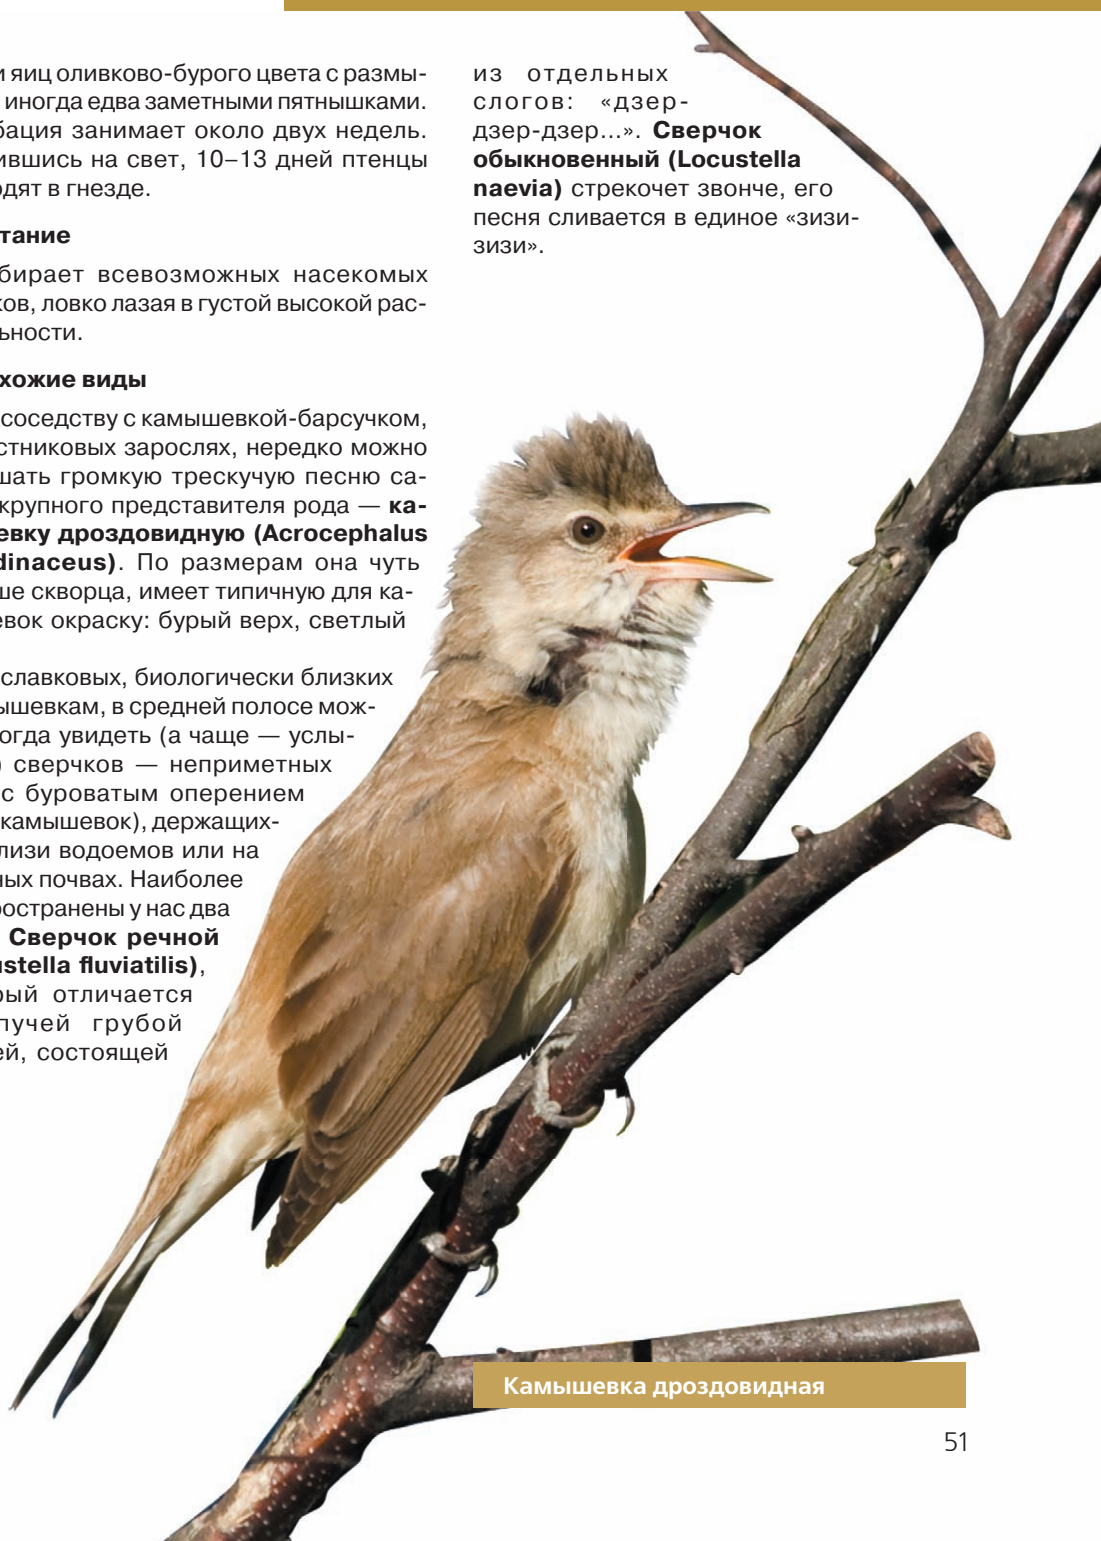 и яиц оливково-бурого цвета с размы-
иногда едва заметными пятнышками.
бация занимает около двух недель.
ившись на свет, 10–13 дней птенцы
одят в гнезде.
тание
бирает всевозможных насекомых
ков, ловко лазая в густой высокой рас-
ьности.
хожие виды
соседству с камышевкой-барсучком,
стниковых зарослях, нередко можно
шать громкую трескучую песню са-
крупного представителя рода — ка-
евку дроздовидную (Acrocephalus
dinaceus). По размерам она чуть
ше скворца, имеет типичную для ка-
евок окраску: бурый верх, светлый
славковых, биологически близких
ышевкам, в средней полосе мож-
огда увидеть (а чаще — услы-
) сверчков — неприметных
с буроватым оперением
камышевок), держащих-
лизи водоемов или на
ных почвах. Наиболее
ространены у нас два
Сверчок речной
ustella fluviatilis),
рый отличается
пучей грубой
ей, состоящей
из отдельных
слогов: «дзер-
дзер-дзер...». Сверчок
обыкновенный (Locustella
naevia) стрекочет звонче, его
песня сливается в единое «зизи-
зизи».
Камышевка дроздовидная
51